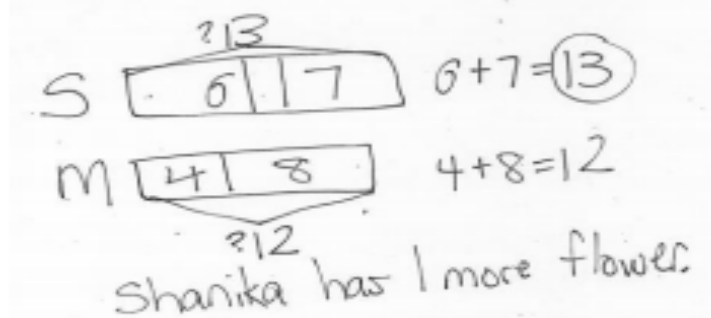 ?13
S 6 7 6+7=13
M 4 8 4+8=12
?12
Shanika has 1 more flower.